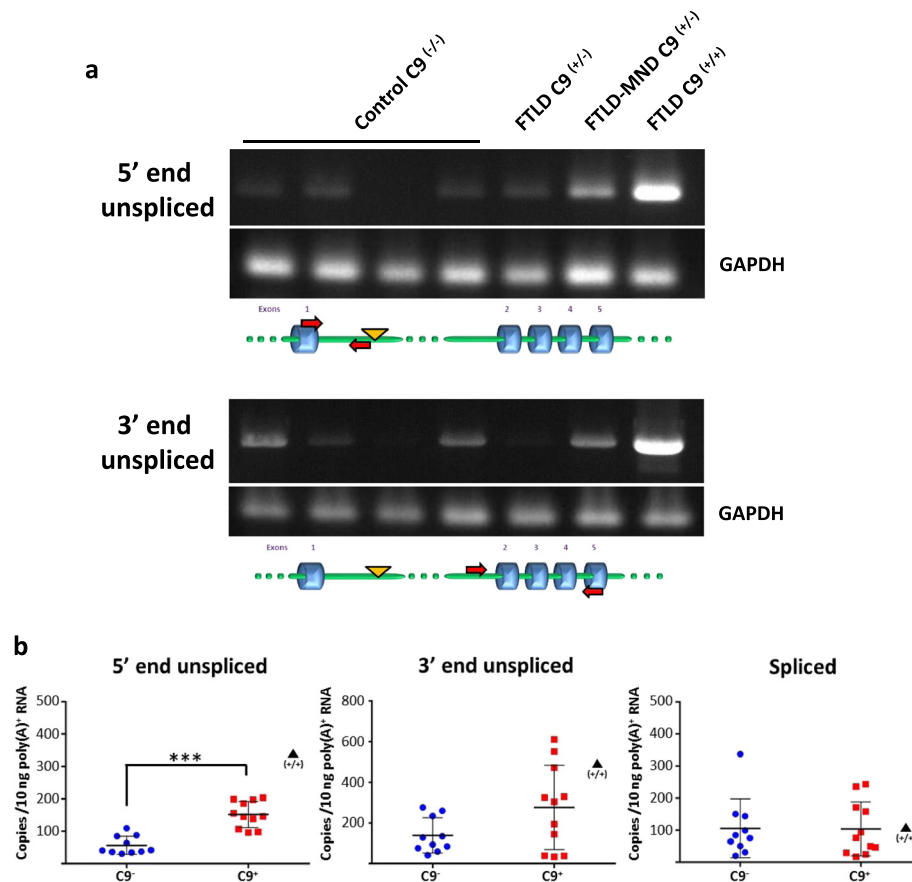 a
Control C9 (-/-)
FTLD C9 (+/-)
FTLD-MND C9 (+/-)
FTLD C9 (+/+)
5’ end
unspliced
GAPDH
Exons 1 2 3 4 5
3’ end
unspliced
GAPDH
Exons 1 2 3 4 5
b
5’ end unspliced
Copies /10 ng poly(A)+ RNA
500
400
300
200
100
***
(+/+)
C9-
C9+
3’ end unspliced
Copies /10 ng poly(A)+ RNA
800
600
400
200
(+/+)
C9-
C9+
Spliced
Copies /10 ng poly(A)+ RNA
500
400
300
200
100
(+/+)
C9-
C9+